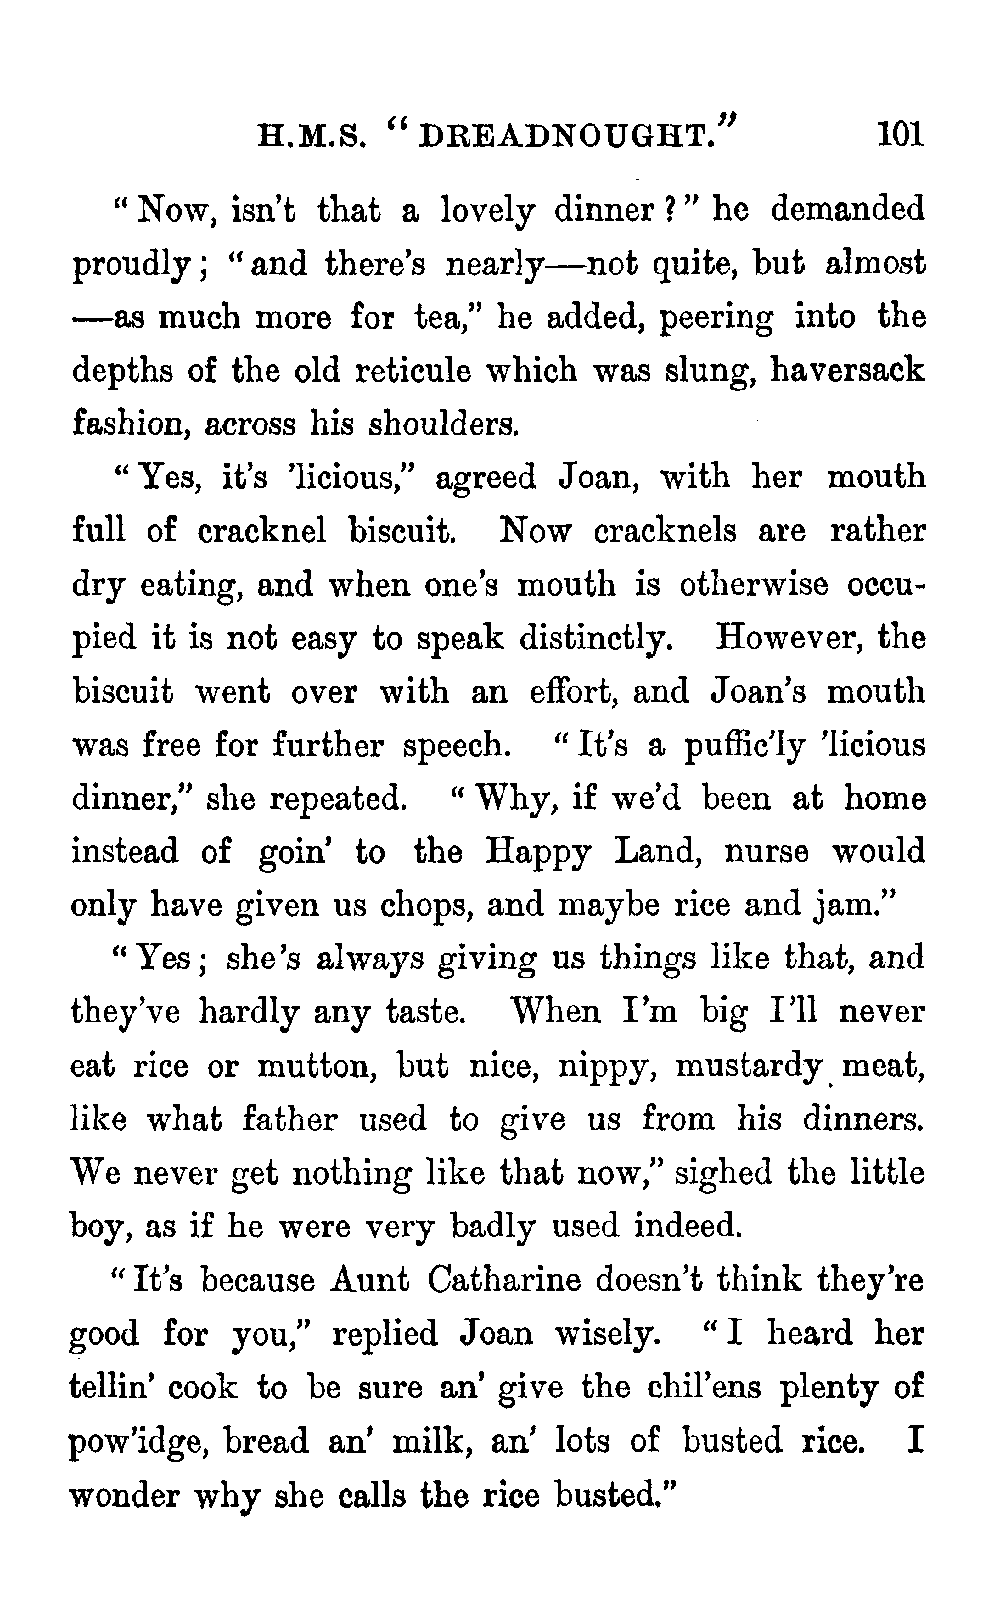 H.M.S. “DREADNOUGHT.” 101
“Now, isn’t that a lovely dinner?” he demanded
proudly; “and there’s nearly—not quite, but almost
—as much more for tea,” he added, peering into the
depths of the old reticule which was slung, haversack
fashion, across his shoulders.
“Yes, it’s ’licious,” agreed Joan, with her mouth
full of cracknel biscuit. Now cracknels are rather
dry eating, and when one’s mouth is otherwise occu-
pied it is not easy to speak distinctly. However, the
biscuit went over with an effort, and Joan’s mouth
was free for further speech. “It’s a puffic’ly ’licious
dinner,” she repeated. “Why, if we’d been at home
instead of goin’ to the Happy Land, nurse would
only have given us chops, and maybe rice and jam.”
“Yes; she’s always giving us things like that, and
they’ve hardly any taste. When I’m big I’ll never
eat rice or mutton, but nice, nippy, mustardy meat,
like what father used to give us from his dinners.
We never get nothing like that now,” sighed the little
boy, as if he were very badly used indeed.
“It’s because Aunt Catharine doesn’t think they’re
good for you,” replied Joan wisely. “I heard her
tellin’ cook to be sure an’ give the chil’ens plenty of
pow’idge, bread an’ milk, an’ lots of busted rice. I
wonder why she calls the rice busted.”